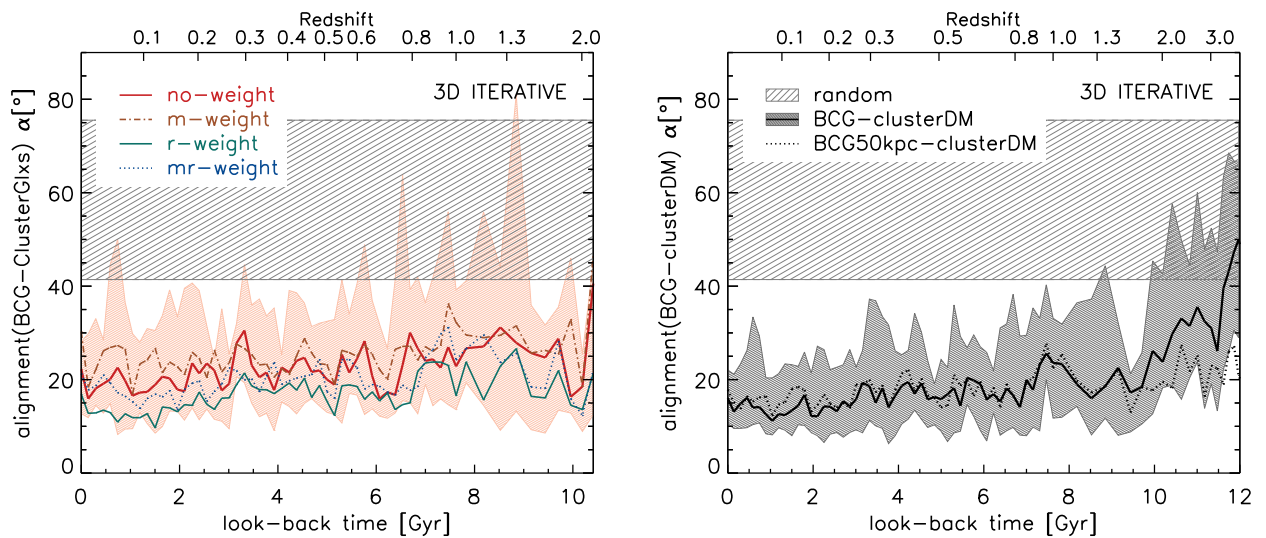 Redshift
0.1 0.2 0.3 0.4 0.5 0.6 0.8 1.0 1.3 2.0
no-weight
m-weight
r-weight
mr-weight
3D ITERATIVE
alignment(BCG-ClusterGlxs) α[°]
80
60
40
20
0
0 2 4 6 8 10
look-back time [Gyr]
Redshift
0.1 0.2 0.3 0.5 0.8 1.0 1.3 2.0 3.0
random
BCG-clusterDM
BCG50kpc-clusterDM
3D ITERATIVE
alignment(BCG-clusterDM) α[°]
80
60
40
20
0
0 2 4 6 8 10 12
look-back time [Gyr]